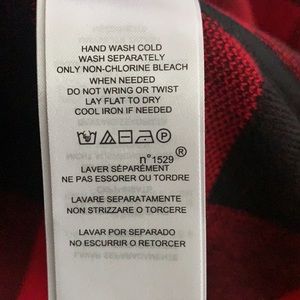 HAND WASH COLD
WASH SEPARATELY
ONLY NON-CHLORINE BLEACH
WHEN NEEDED
DO NOT WRING OR TWIST
LAY FLAT TO DRY
COOL IRON IF NEEDED
n°1529 ®
LAVER SÉPARÉMENT
NE PAS ESSORER OU TORDRE
LAVARE SEPARATAMENTE
NON STRIZZARE O TORCERE
LAVAR POR SEPARADO
NO ESCURRIR O RETORCER